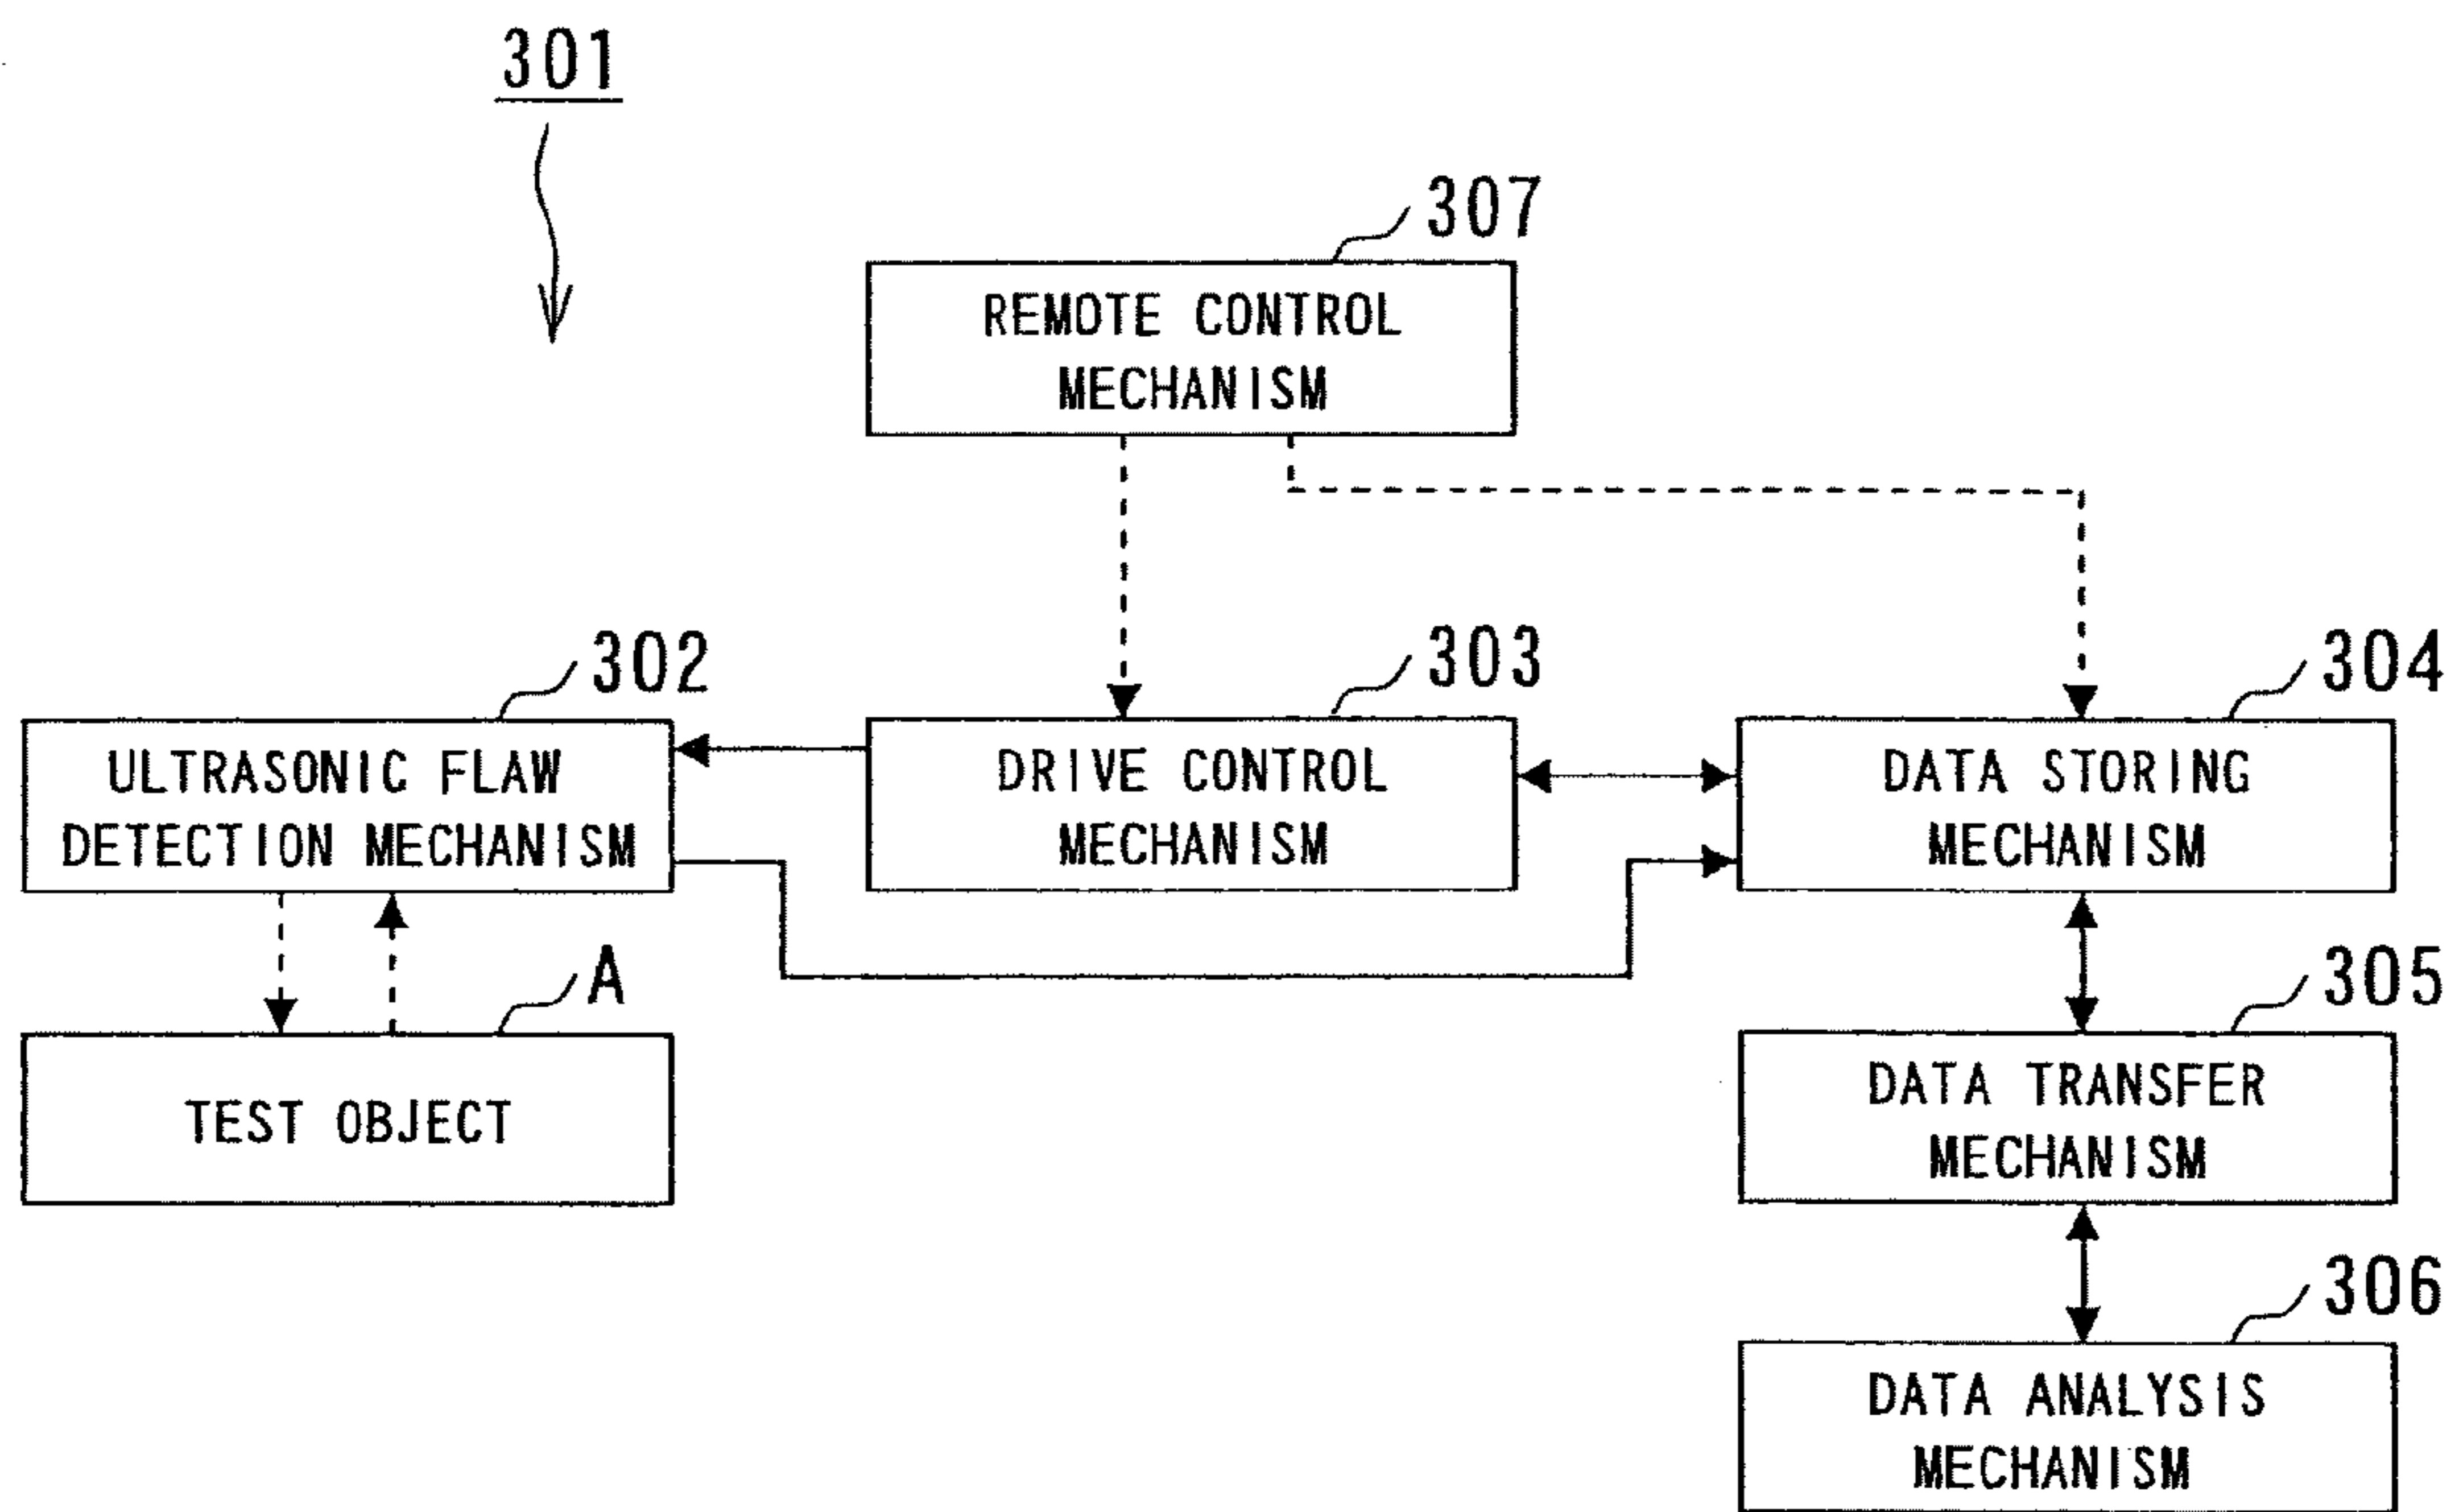 301
307
REMOTE CONTROL
MECHANISM
302
303
304
ULTRASONIC FLAW
DETECTION MECHANISM
DRIVE CONTROL
MECHANISM
DATA STORING
MECHANISM
A
305
TEST OBJECT
DATA TRANSFER
MECHANISM
306
DATA ANALYSIS
MECHANISM